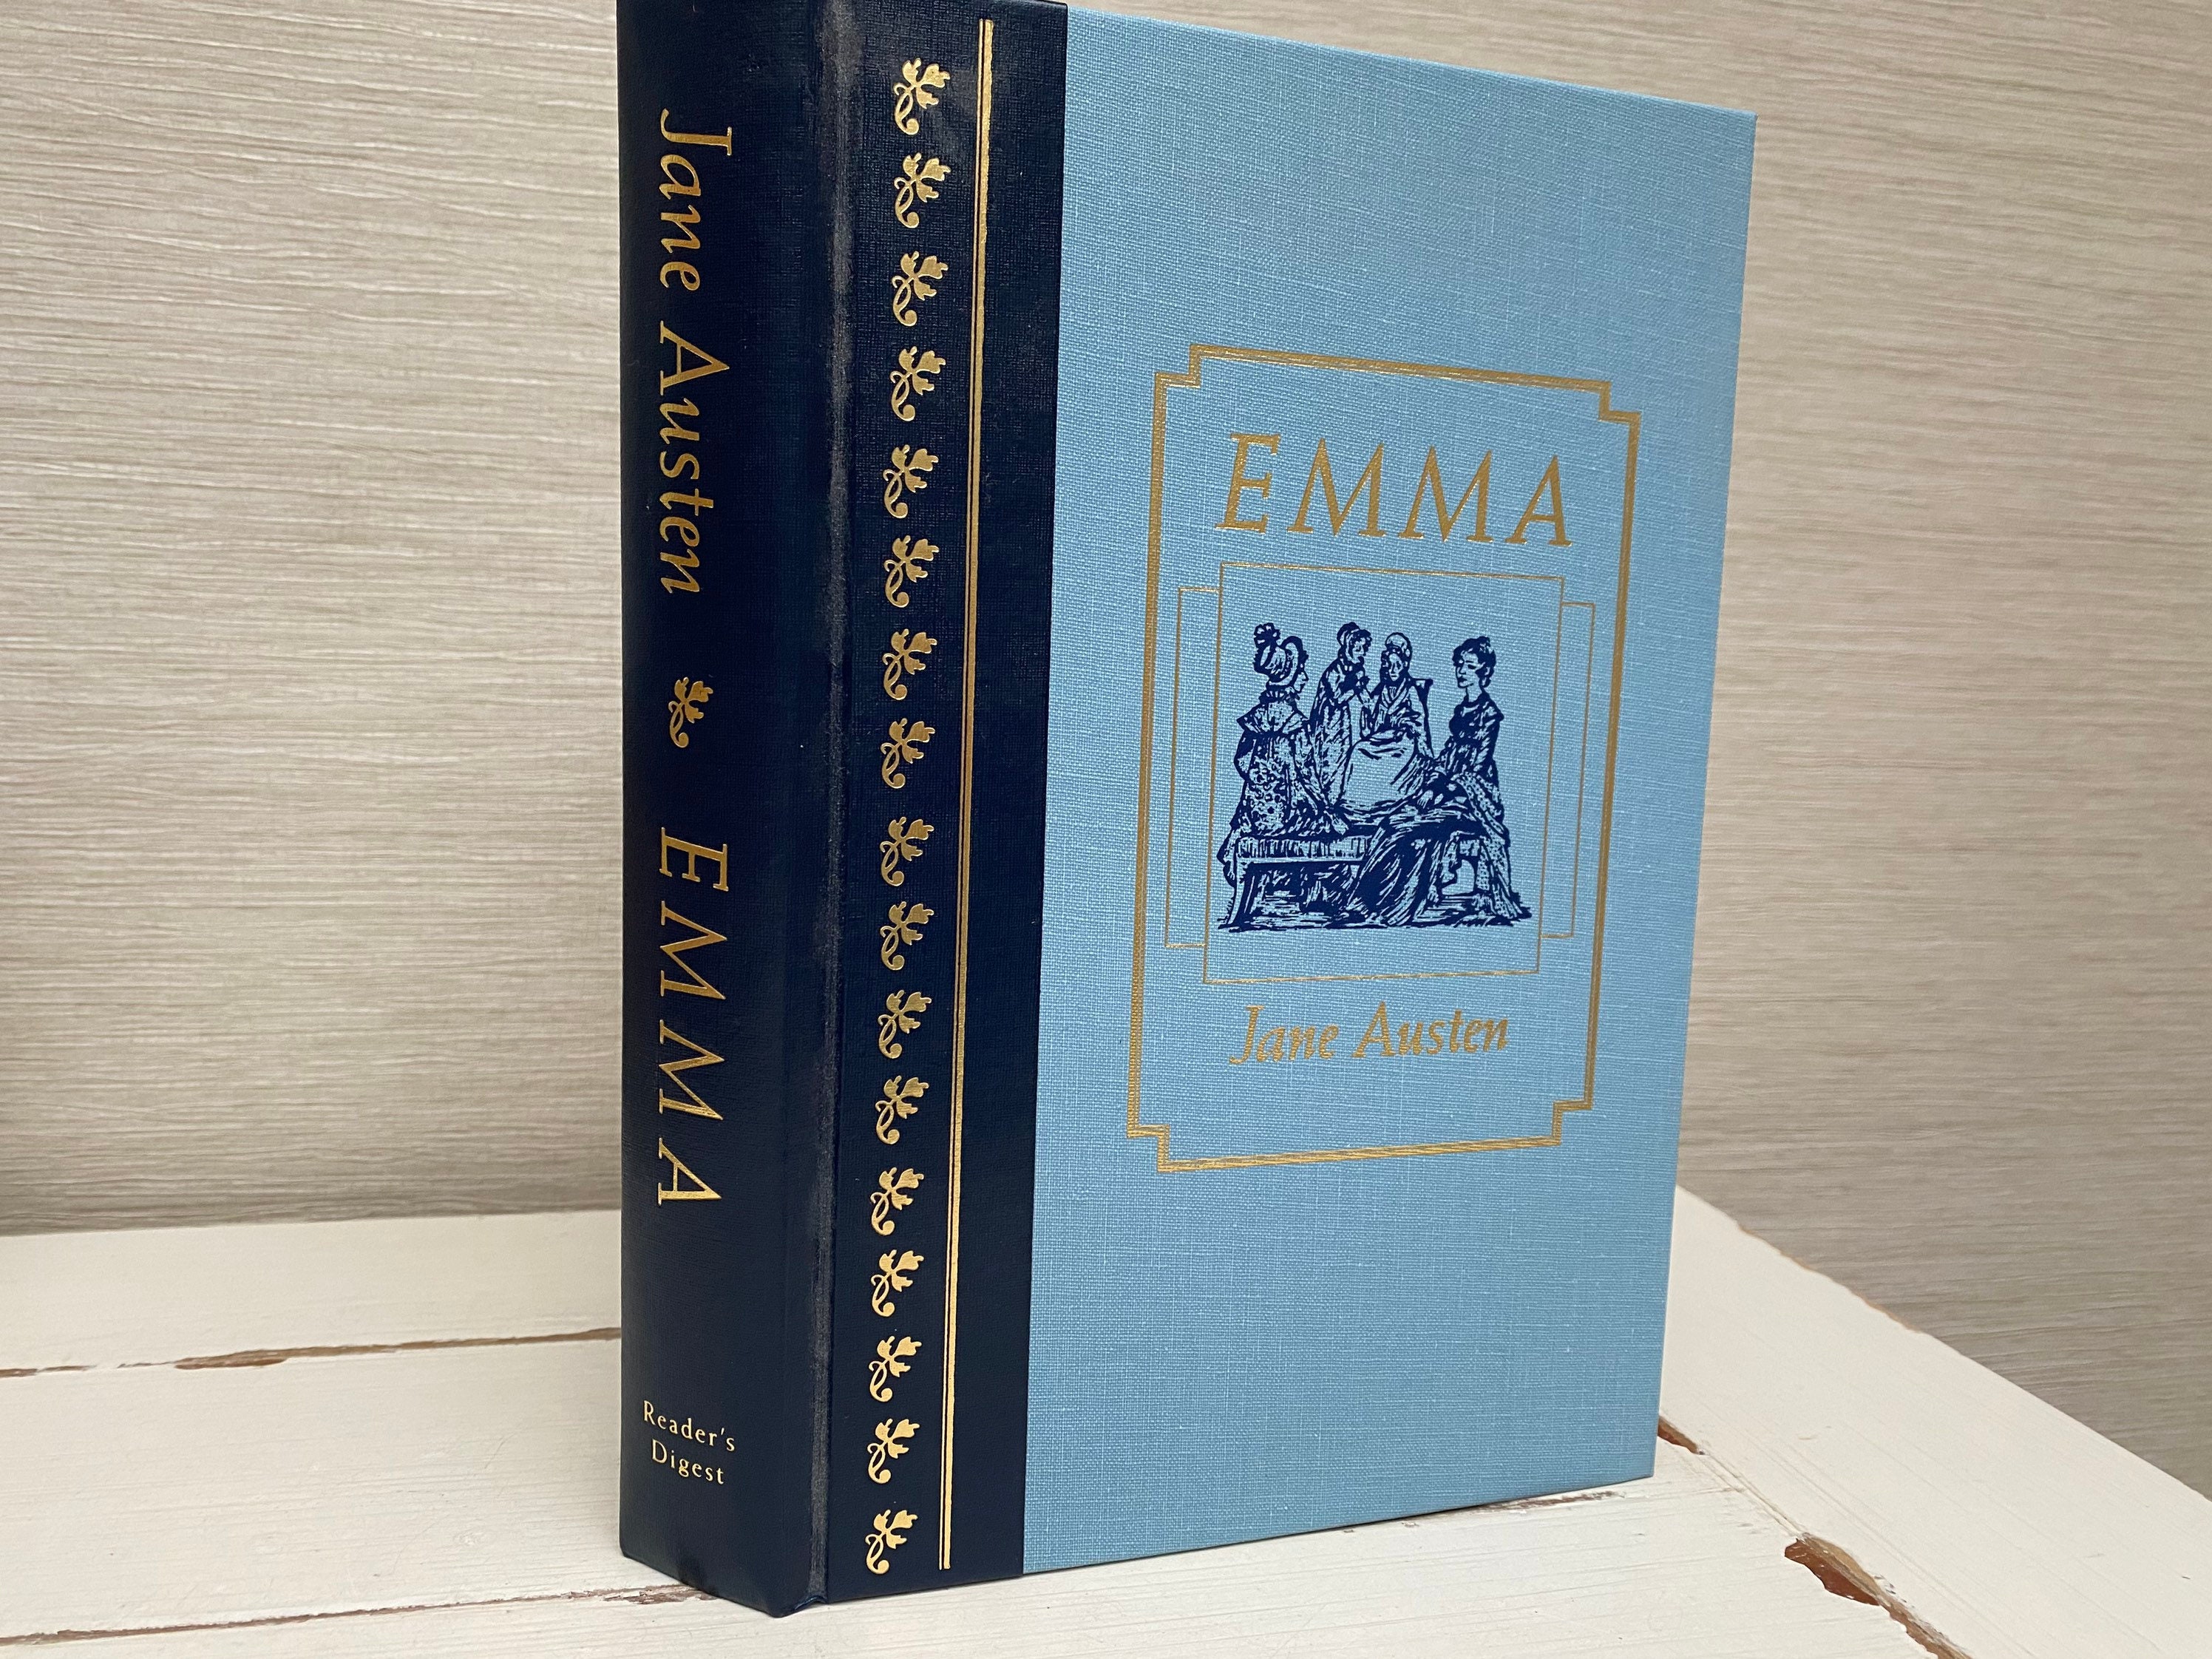 Jane Austen EMMA
Reader's
Digest
EMMA
Jane Austen